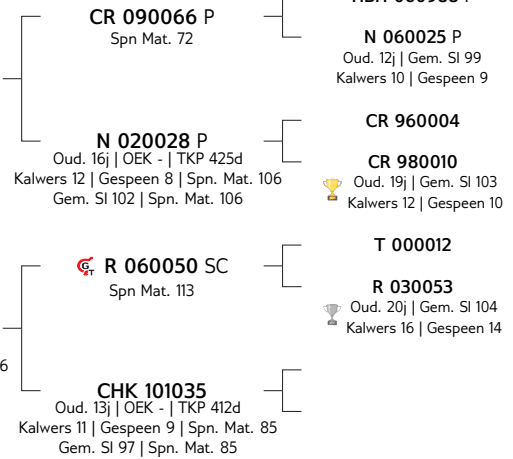 CR 090066 P
Spn Mat. 72
N 060025 P
Oud. 12j | Gem. SI 99
Kalwers 10 | Gespeen 9
N 020028 P
Oud. 16j | OEK - | TKP 425d
Kalwers 12 | Gespeen 8 | Spn. Mat. 106
Gem. SI 102 | Spn. Mat. 106
CR 960004
CR 980010
Oud. 19j | Gem. SI 103
Kalwers 12 | Gespeen 10
GT R 060050 SC
Spn Mat. 113
T 000012
R 030053
Oud. 20j | Gem. SI 104
Kalwers 16 | Gespeen 14
6
CHK 101035
Oud. 13j | OEK - | TKP 412d
Kalwers 11 | Gespeen 9 | Spn. Mat. 85
Gem. SI 97 | Spn. Mat. 85